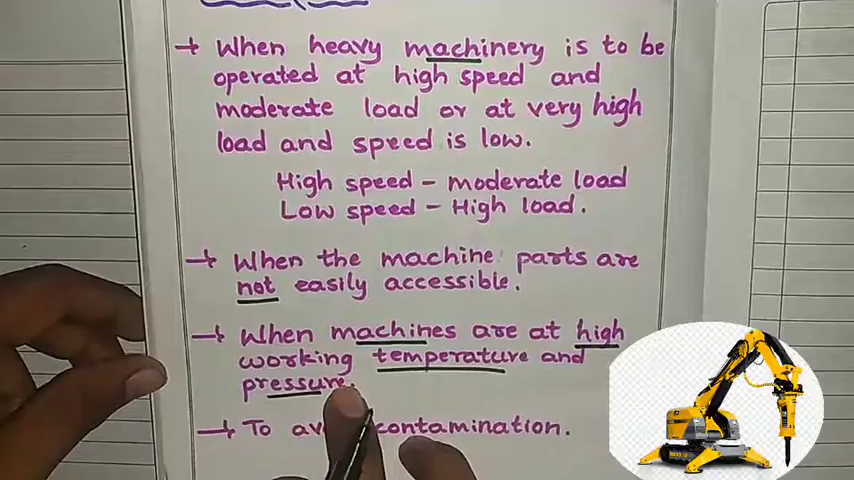 → When heavy machinery is to be
operated at high speed and
moderate load or at very high
load and speed is low.
High speed - moderate load
Low speed - High load.
→ When the machine parts are
not easily accessible.
→ When machines are at high
working temperature and
pressure.
→ To contamination.